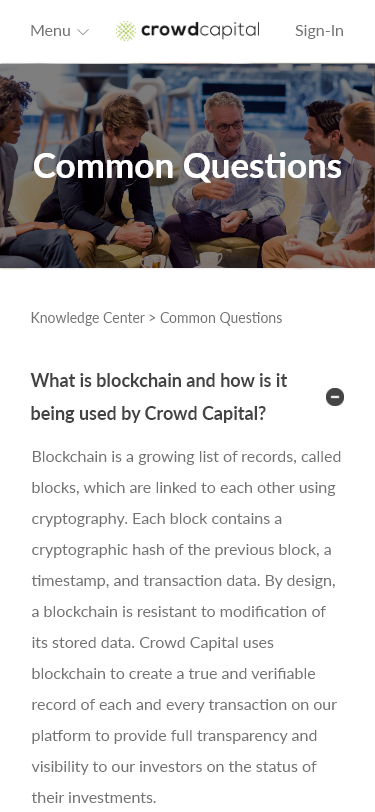 Menu
crowdcapital
Sign-In
Common Questions
Knowledge Center > Common Questions
What is blockchain and how is it
being used by Crowd Capital?
Blockchain is a growing list of records, called
blocks, which are linked to each other using
cryptography. Each block contains a
cryptographic hash of the previous block, a
timestamp, and transaction data. By design,
a blockchain is resistant to modification of
its stored data. Crowd Capital uses
blockchain to create a true and verifiable
record of each and every transaction on our
platform to provide full transparency and
visibility to our investors on the status of
their investments.